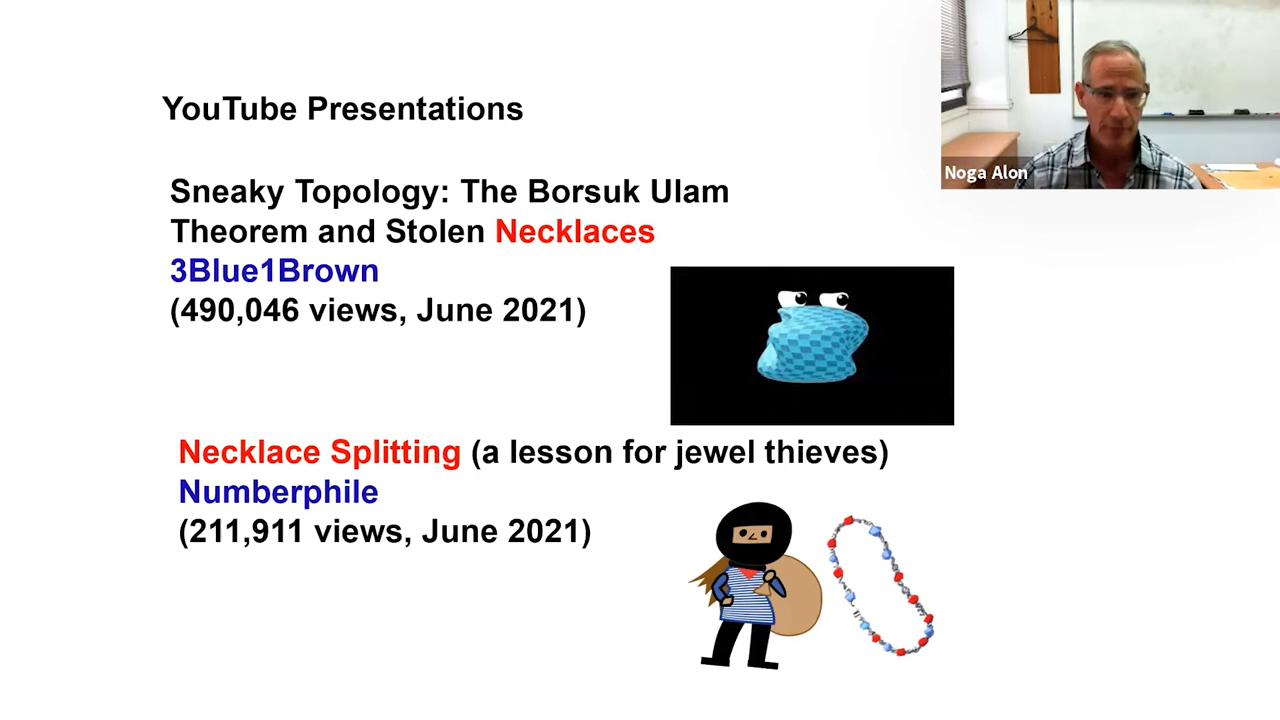 YouTube Presentations
Sneaky Topology: The Borsuk Ulam
Theorem and Stolen Necklaces
3Blue1Brown
(490,046 views, June 2021)
Necklace Splitting (a lesson for jewel thieves)
Numberphile
(211,911 views, June 2021)
Noga Alon